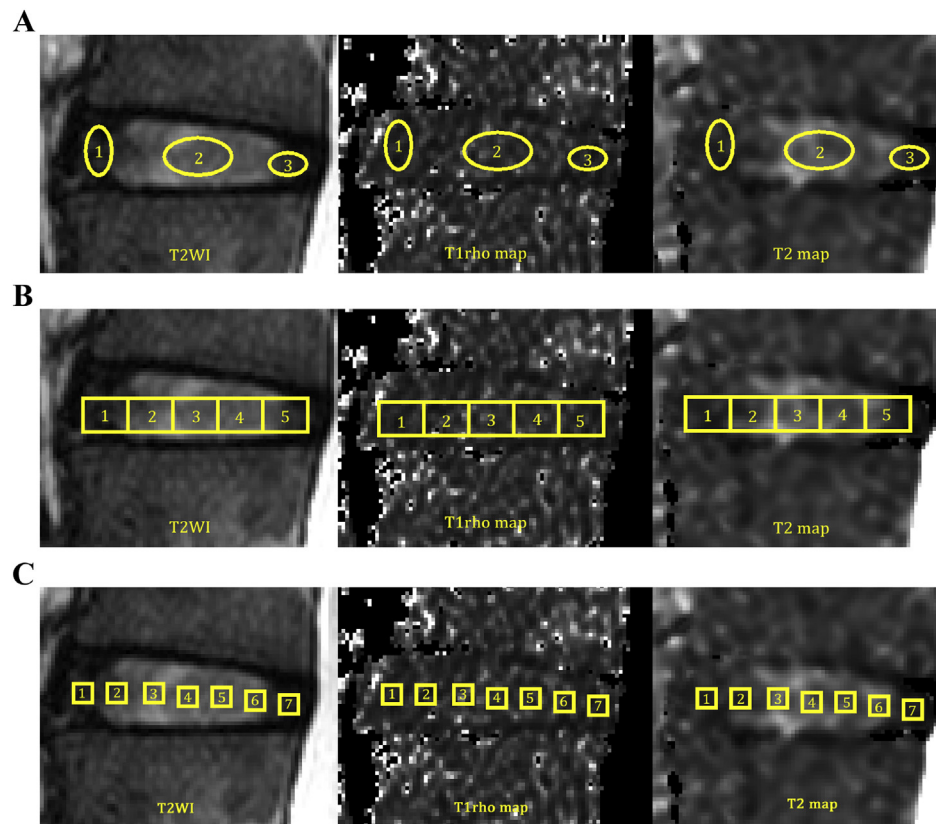 A
1 2 3 1 2 3 1 2 3
T2WI T1rho map T2 map
B
1 2 3 4 5 1 2 3 4 5 1 2 3 4 5
T2WI T1rho map T2 map
C
1 2 3 4 5 6 7 1 2 3 4 5 6 7 1 2 3 4 5 6 7
T2WI T1rho map T2 map